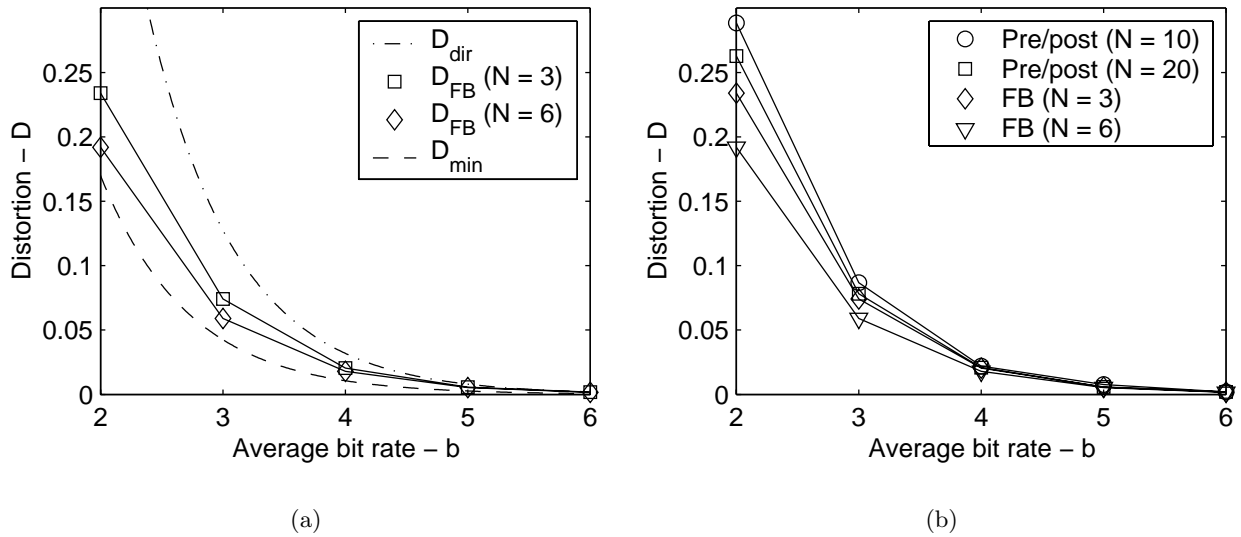 0.25
0.2
0.15
0.1
0.05
0
2
3
4
5
6
Distortion – D
Average bit rate – b
D_dir
D_FB (N = 3)
D_FB (N = 6)
D_min
(a)
0.25
0.2
0.15
0.1
0.05
0
2
3
4
5
6
Distortion – D
Average bit rate – b
Pre/post (N = 10)
Pre/post (N = 20)
FB (N = 3)
FB (N = 6)
(b)